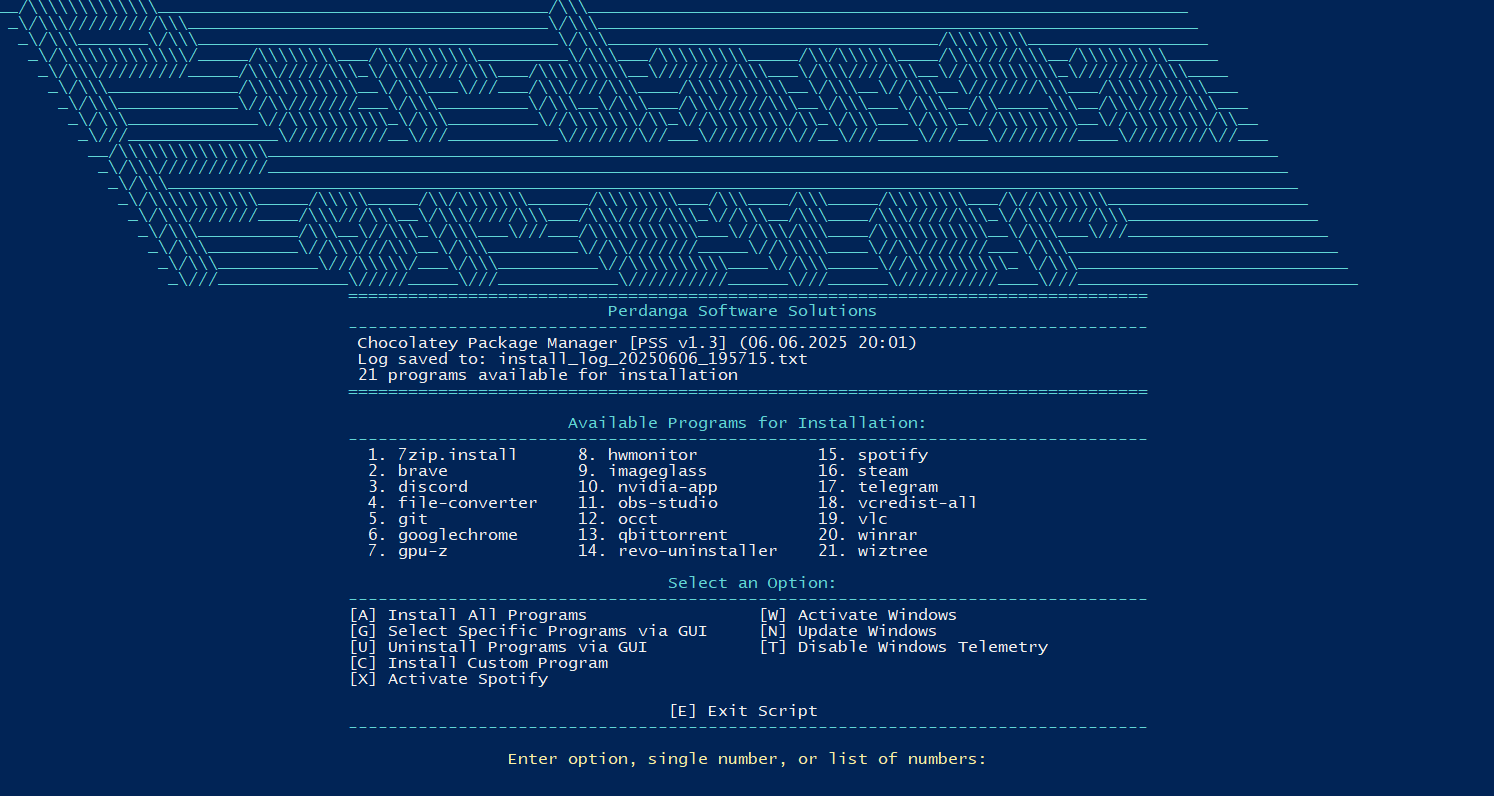 Perdanga
Forever
Perdanga Software Solutions
Chocolatey Package Manager [PSS v1.3] (06.06.2025 20:01)
Log saved to: install_log_20250606_195715.txt
21 programs available for installation
Available Programs for Installation:
1. 7zip.install 8. hwmonitor 15. spotify
2. brave 9. imageglass 16. steam
3. discord 10. nvidia-app 17. telegram
4. file-converter 11. obs-studio 18. vcredist-all
5. git 12. occt 19. vlc
6. googlechrome 13. qbittorrent 20. winrar
7. gpu-z 14. revo-uninstaller 21. wiztree
Select an Option:
[A] Install All Programs [W] Activate Windows
[G] Select Specific Programs via GUI [N] Update Windows
[U] Uninstall Programs via GUI [T] Disable Windows Telemetry
[C] Install Custom Program
[X] Activate Spotify
[E] Exit Script
Enter option, single number, or list of numbers: